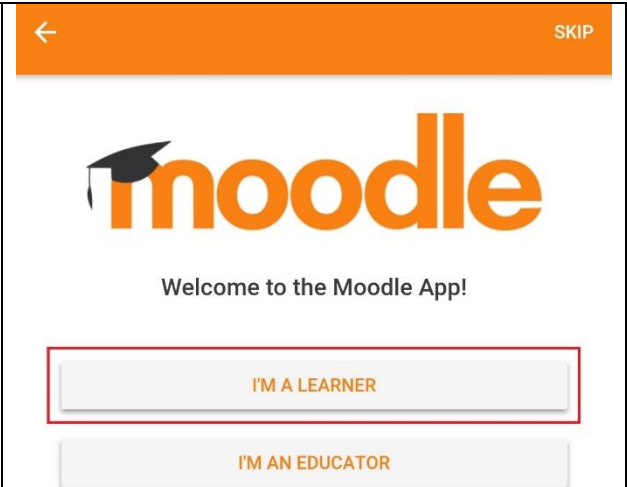 SKIP
moodle
Welcome to the Moodle App!
I'M A LEARNER
I'M AN EDUCATOR